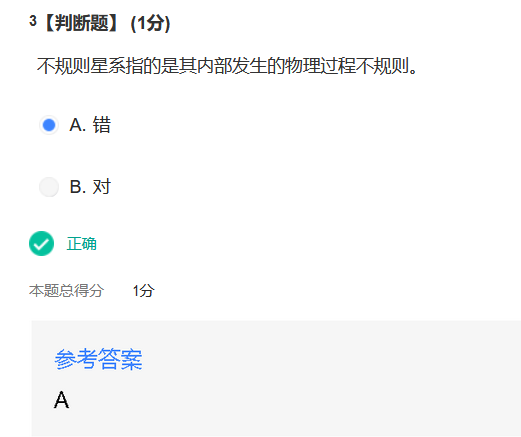 3【判断题】 (1分)
不规则星系指的是其内部发生的物理过程不规则。
A. 错
B. 对
正确
本题总得分 1分
参考答案
A